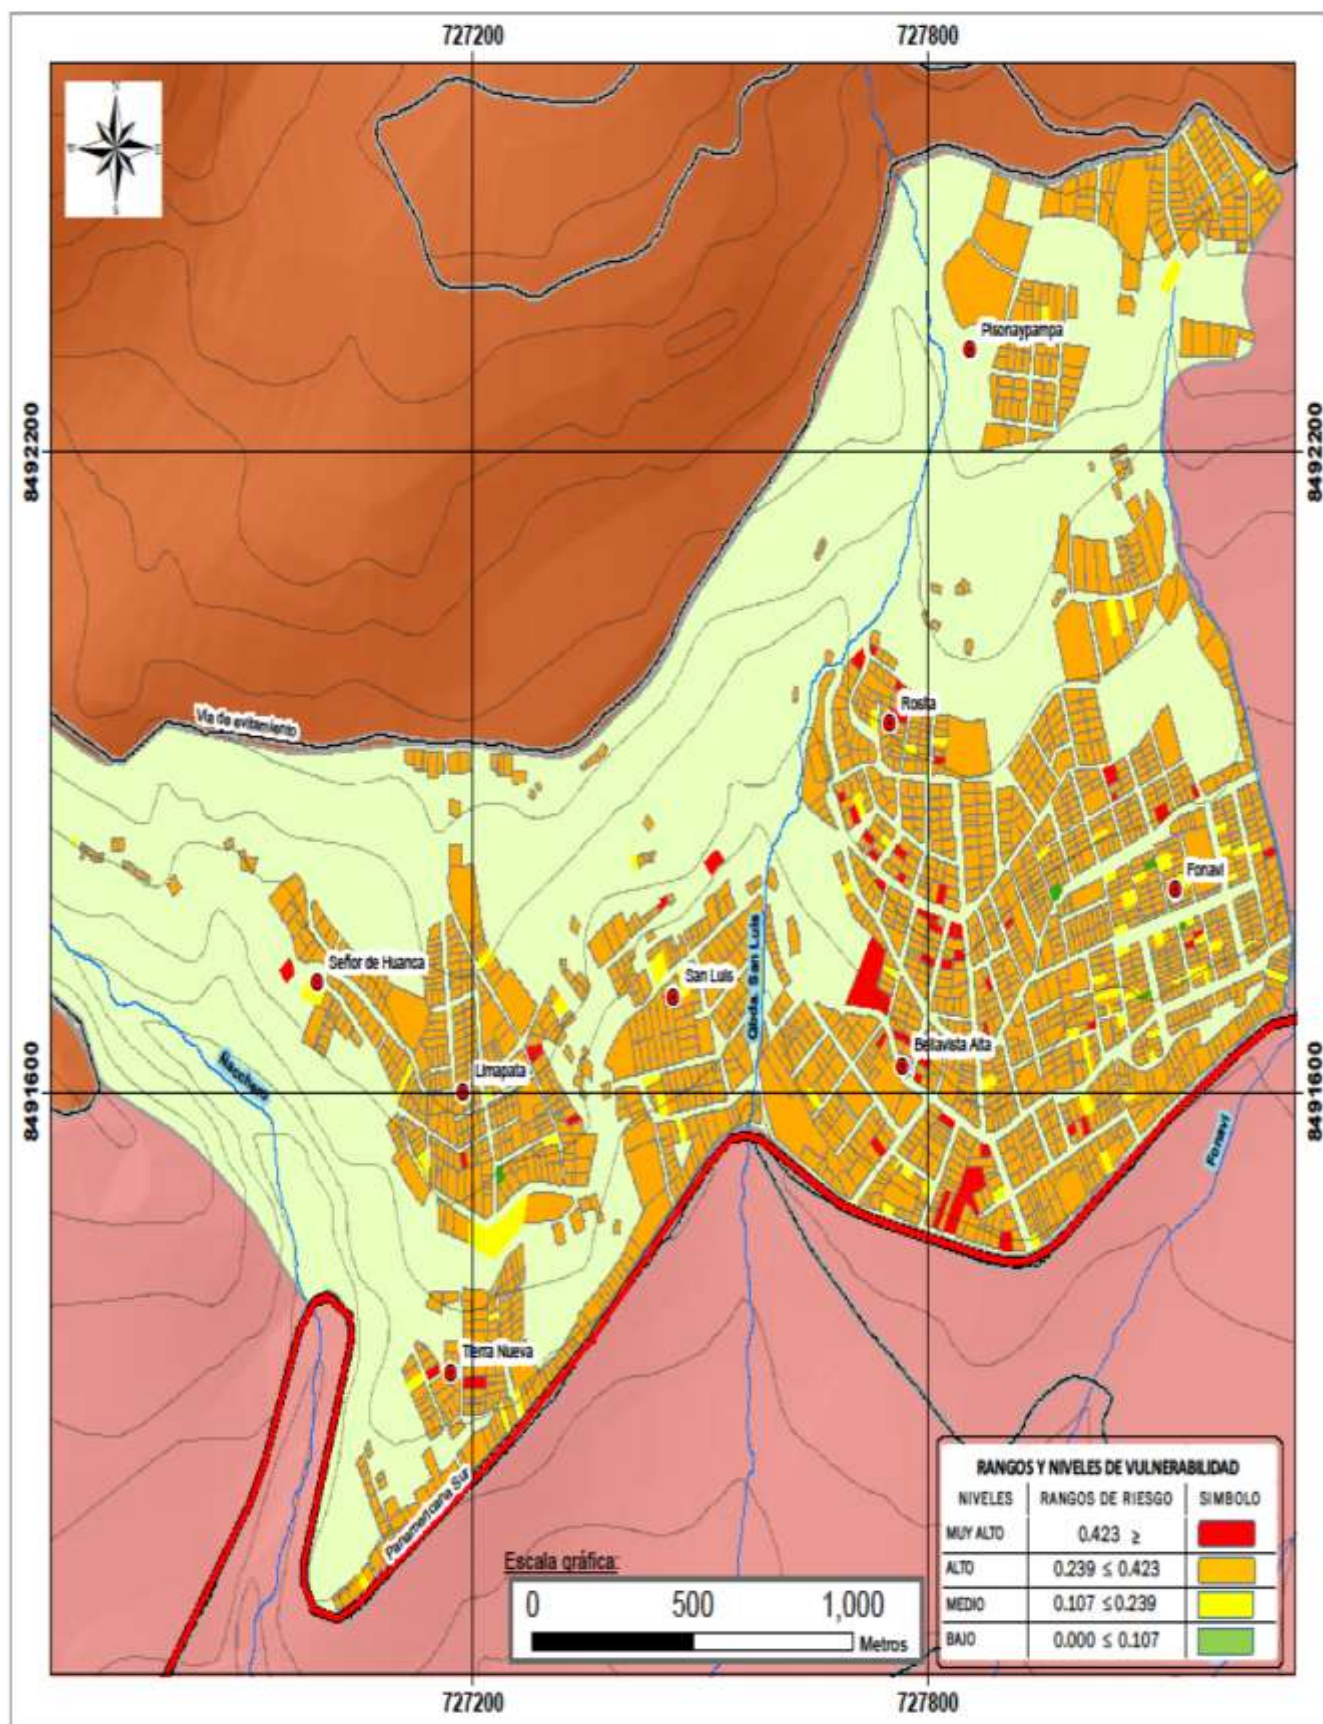 727200 727800
N
8492200 8492200
Pisonaypampa
Rosita
Via de evitamiento
Fonavi
Señor de Huanca
San Luis
Qbda. San Luis
Bellavista Alta
Limapata
8491600 8491600
Fonavi
Tierra Nueva
Panamericana Sur
RANGOS Y NIVELES DE VULNERABILIDAD
NIVELES RANGOS DE RIESGO SIMBOLO
MUY ALTO 0.423 ≥
ALTO 0.239 ≤ 0.423
MEDIO 0.107 ≤0.239
BAJO 0.000 ≤ 0.107
Escala gráfica:
0 500 1,000
Metros
727200 727800